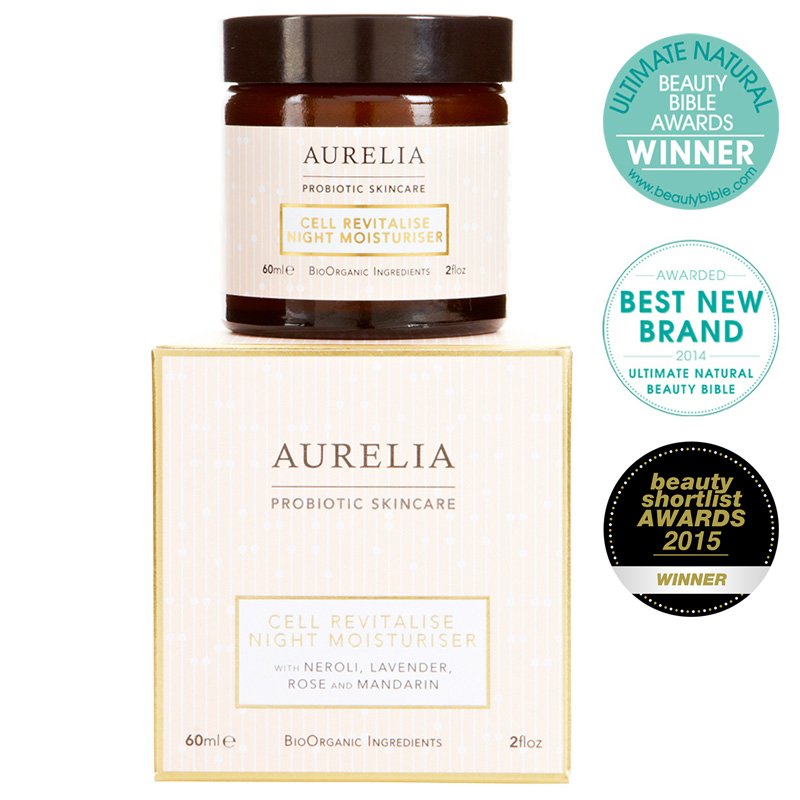 AURELIA
PROBIOTIC SKINCARE
CELL REVITALISE
NIGHT MOISTURISER
60ml℮ BIOORGANIC INGREDIENTS 2floz
AURELIA
PROBIOTIC SKINCARE
CELL REVITALISE
NIGHT MOISTURISER
WITH NEROLI, LAVENDER,
ROSE AND MANDARIN
60ml℮ BIOORGANIC INGREDIENTS 2floz
ULTIMATE NATURAL
BEAUTY
BIBLE
AWARDS
WINNER
www.beautybible.com
AWARDED
BEST NEW
BRAND
2014
ULTIMATE NATURAL
BEAUTY BIBLE
beauty
shortlist
AWARDS
2015
WINNER